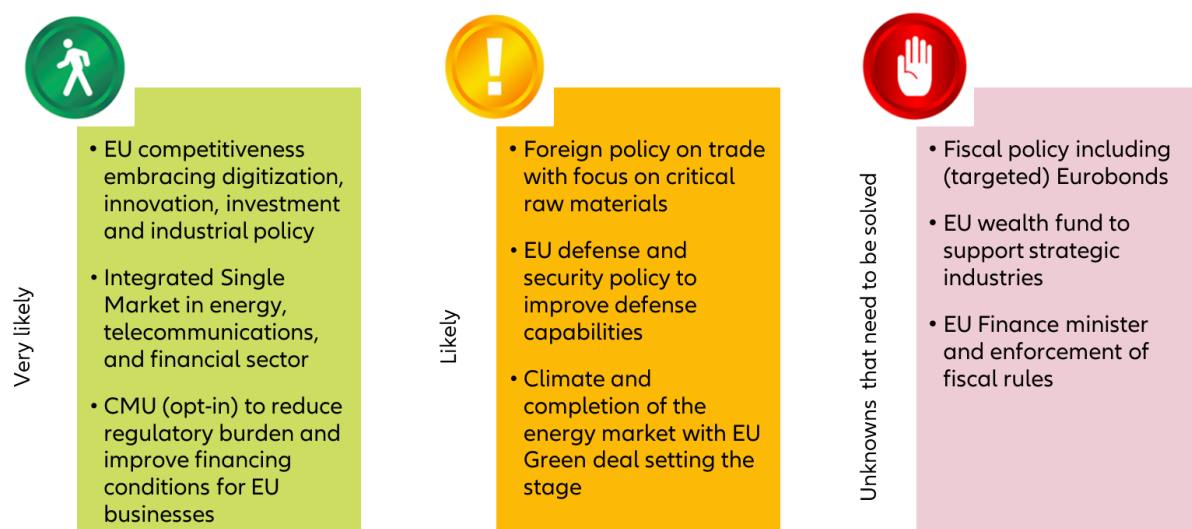 Very likely
• EU competitiveness
embracing digitization,
innovation, investment
and industrial policy
• Integrated Single
Market in energy,
telecommunications,
and financial sector
• CMU (opt-in) to reduce
regulatory burden and
improve financing
conditions for EU
businesses
Likely
• Foreign policy on trade
with focus on critical
raw materials
• EU defense and
security policy to
improve defense
capabilities
• Climate and
completion of the
energy market with EU
Green deal setting the
stage
Unknowns that need to be solved
• Fiscal policy including
(targeted) Eurobonds
• EU wealth fund to
support strategic
industries
• EU Finance minister
and enforcement of
fiscal rules